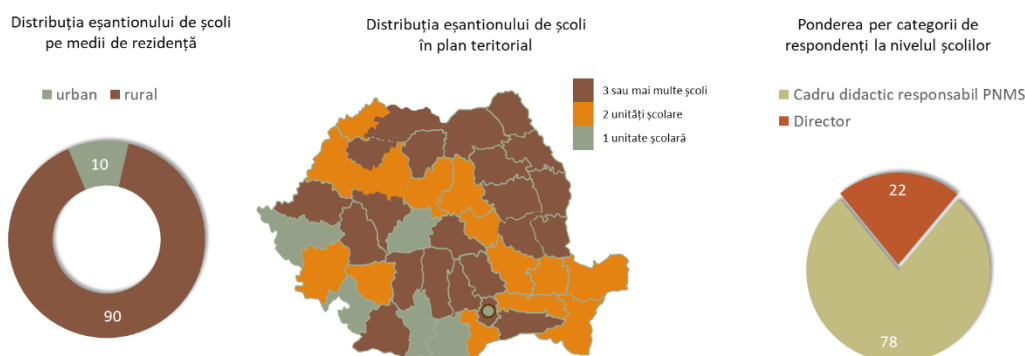 Distribuția eșantionului de școli
pe medii de rezidență
urban
rural
10
90
Distribuția eșantionului de școli
în plan teritorial
3 sau mai multe școli
2 unități școlare
1 unitate școlară
Ponderea per categorii de
respondenți la nivelul școlilor
Cadru didactic responsabil PNMS
Director
22
78